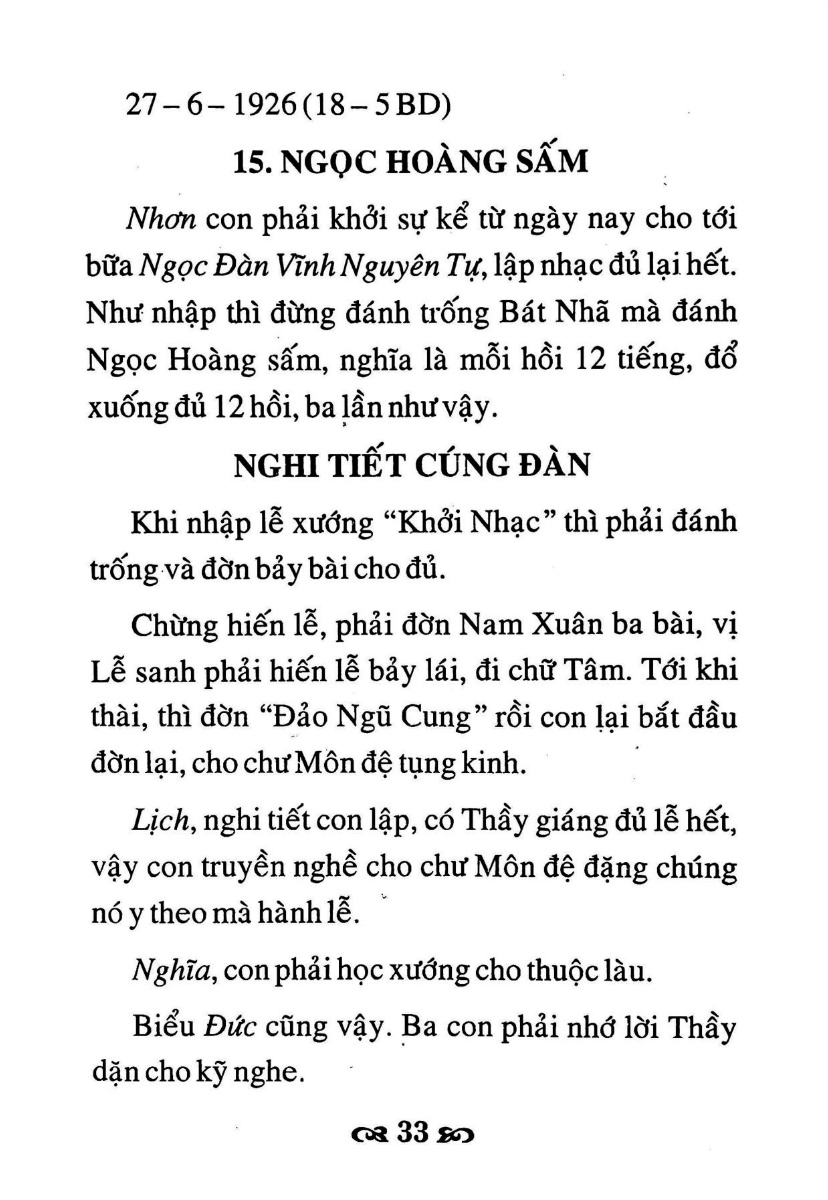 27 – 6 – 1926 (18 – 5 BD)
15. NGỌC HOÀNG SẤM
Nhơn con phải khởi sự kể từ ngày nay cho tới
bữa Ngọc Đàn Vĩnh Nguyên Tự, lập nhạc đủ lại hết.
Như nhập thì đừng đánh trống Bát Nhã mà đánh
Ngọc Hoàng sấm, nghĩa là mỗi hồi 12 tiếng, đổ
xuống đủ 12 hồi, ba lần như vậy.
NGHI TIẾT CÚNG ĐÀN
Khi nhập lễ xướng “Khởi Nhạc” thì phải đánh
trống và đờn bảy bài cho đủ.
Chừng hiến lễ, phải đờn Nam Xuân ba bài, vị
Lễ sanh phải hiến lễ bảy lái, đi chữ Tâm. Tới khi
thài, thì đờn “Đảo Ngũ Cung” rồi con lại bắt đầu
đờn lại, cho chư Môn đệ tụng kinh.
Lịch, nghi tiết con lập, có Thầy giáng đủ lễ hết,
vậy con truyền nghề cho chư Môn đệ đặng chúng
nó y theo mà hành lễ.
Nghĩa, con phải học xướng cho thuộc làu.
Biểu Đức cũng vậy. Ba con phải nhớ lời Thầy
dặn cho kỹ nghe.
33